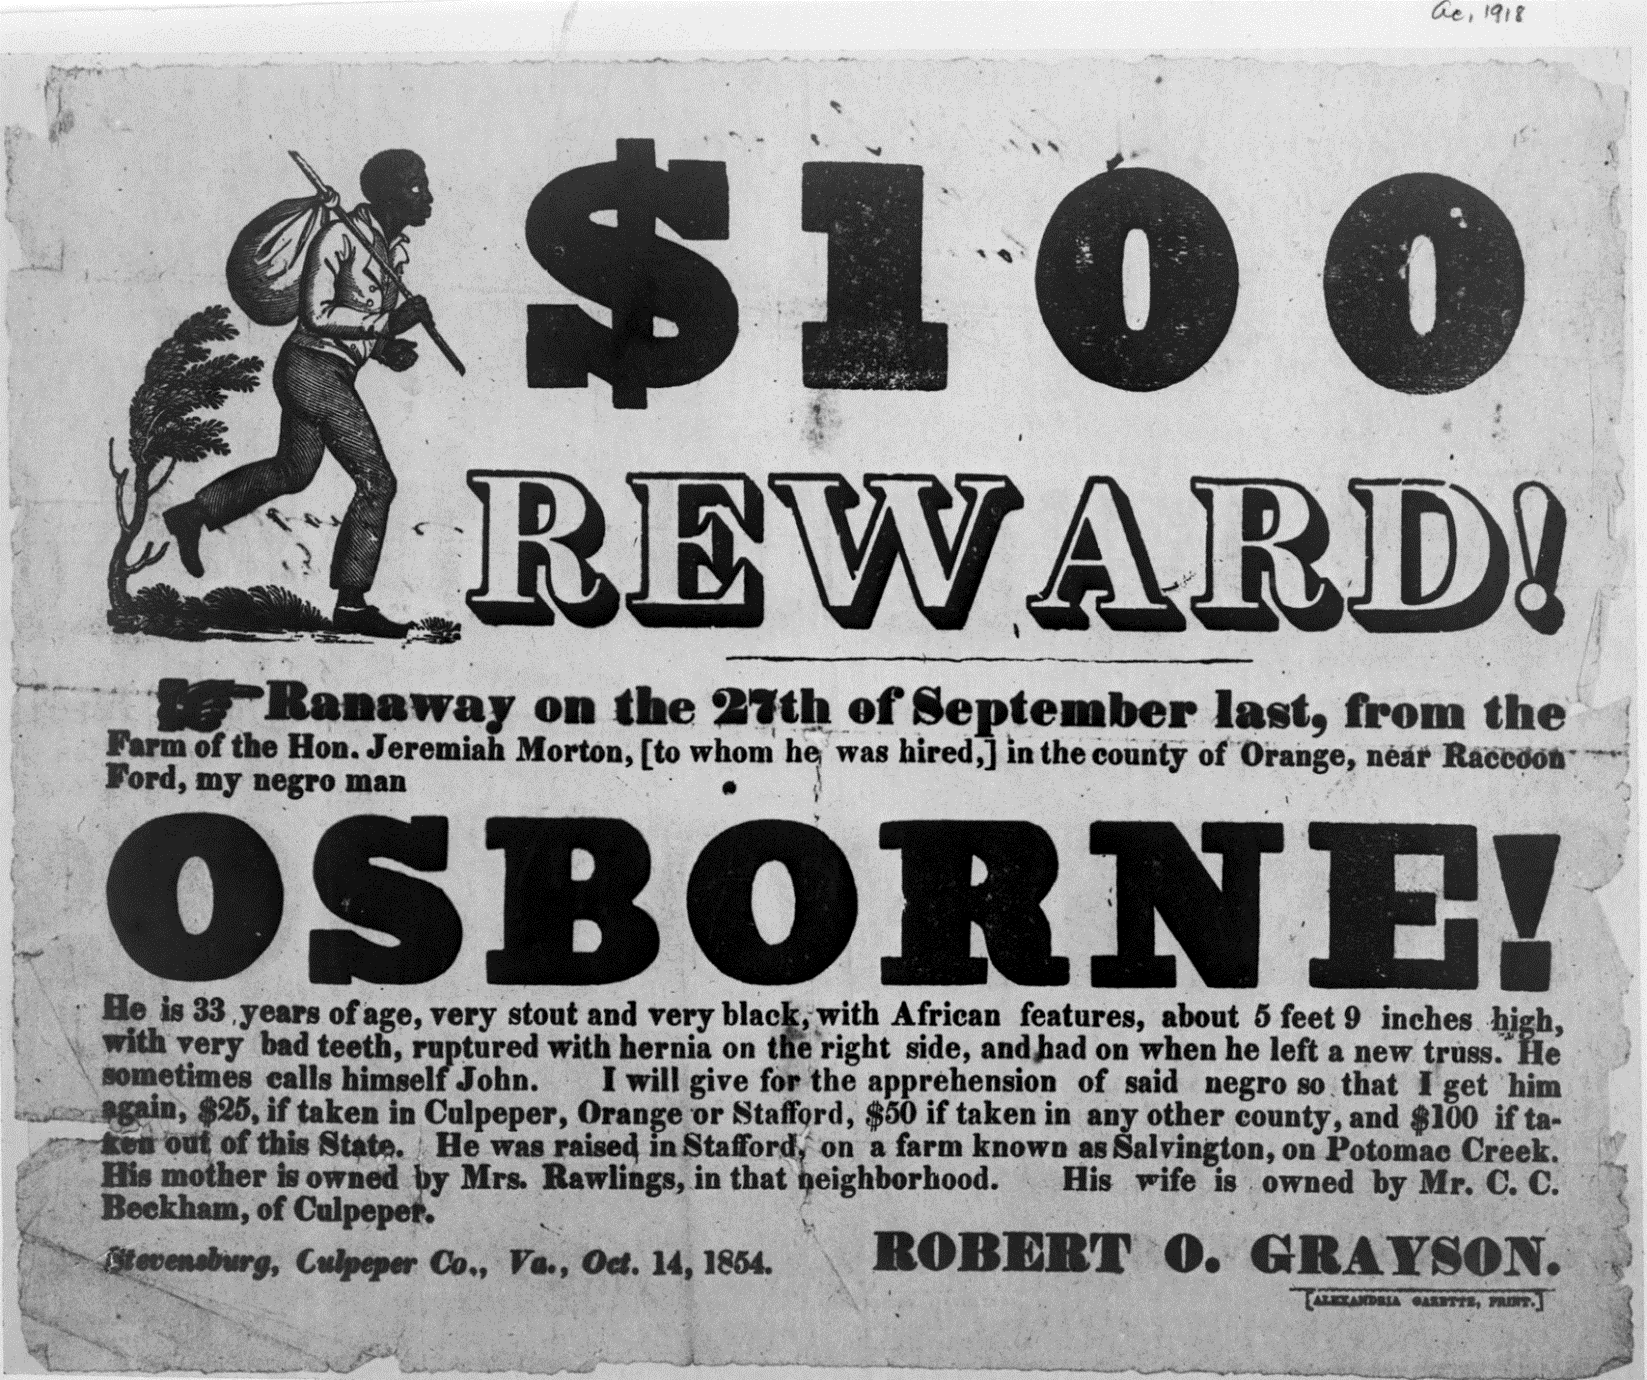 Ac. 1918
$100
REWARD!
Ranaway on the 27th of September last, from the
Farm of the Hon. Jeremiah Morton, [to whom he was hired,] in the county of Orange, near Raccoon
Ford, my negro man
OSBORNE!
He is 33 years of age, very stout and very black, with African features, about 5 feet 9 inches high,
with very bad teeth, ruptured with hernia on the right side, and had on when he left a new truss. He
sometimes calls himself John. I will give for the apprehension of said negro so that I get him
again, $25, if taken in Culpeper, Orange or Stafford, $50 if taken in any other county, and $100 if ta-
ken out of this State. He was raised in Stafford, on a farm known as Salvington, on Potomac Creek.
His mother is owned by Mrs. Rawlings, in that neighborhood. His wife is owned by Mr. C. C.
Beckham, of Culpeper.
ROBERT O. GRAYSON.
Stevensburg, Culpeper Co., Va., Oct. 14, 1854.
[ALEXANDRIA GAZETTE, PRINT.]